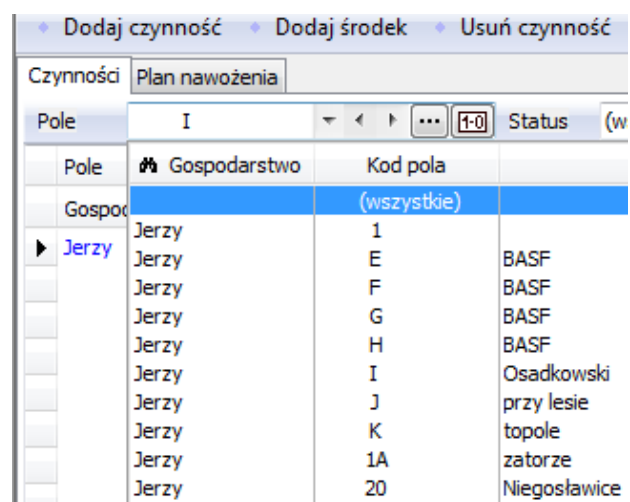 Dodaj czynność Dodaj środek Usuń czynność
Czynności Plan nawożenia
Pole I ... 1-0 Status (w
Pole Gospodarstwo Kod pola
Gospod (wszystkie)
Jerzy 1
Jerzy Jerzy E BASF
Jerzy F BASF
Jerzy G BASF
Jerzy H BASF
Jerzy I Osadkowski
Jerzy J przy lesie
Jerzy K topole
Jerzy 1A zatorze
Jerzy 20 Niegosławice